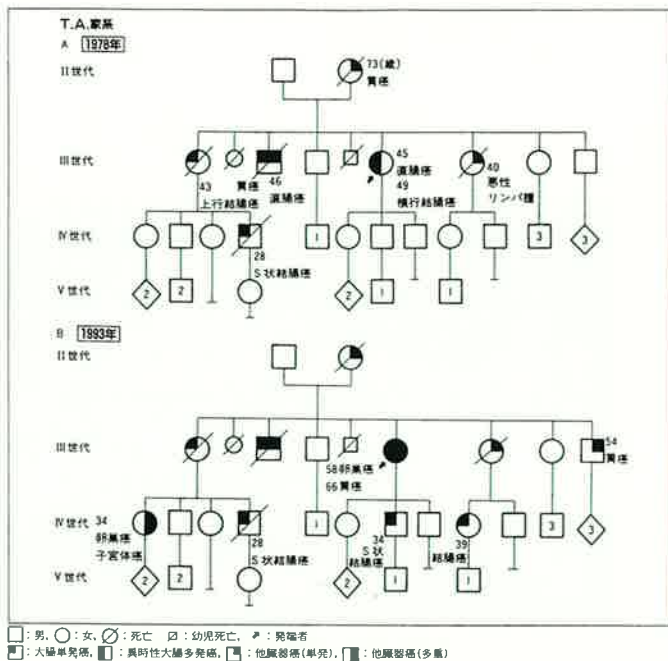 T.A.家系
A 1978年
II世代
73(歳)
胃癌
III世代
43
上行結腸癌
胃癌
46
直腸癌
45
直腸癌
49
横行結腸癌
40
悪性
リンパ腫
IV世代
1
1
3
3
28
S状結腸癌
V世代
2
2
2
1
1
B 1993年
II世代
III世代
58 卵巣癌
66 胃癌
54
胃癌
IV世代
34
卵巣癌
子宮体癌
28
S状結腸癌
1
34
S状
結腸癌
39
結腸癌
3
3
V世代
2
2
2
1
1
：男, ：女, ：死亡 ：幼児死亡, ：発端者
：大腸単発癌, ：異時性大腸多発癌, ：他臓器癌(単発), ：他臓器癌(多重)